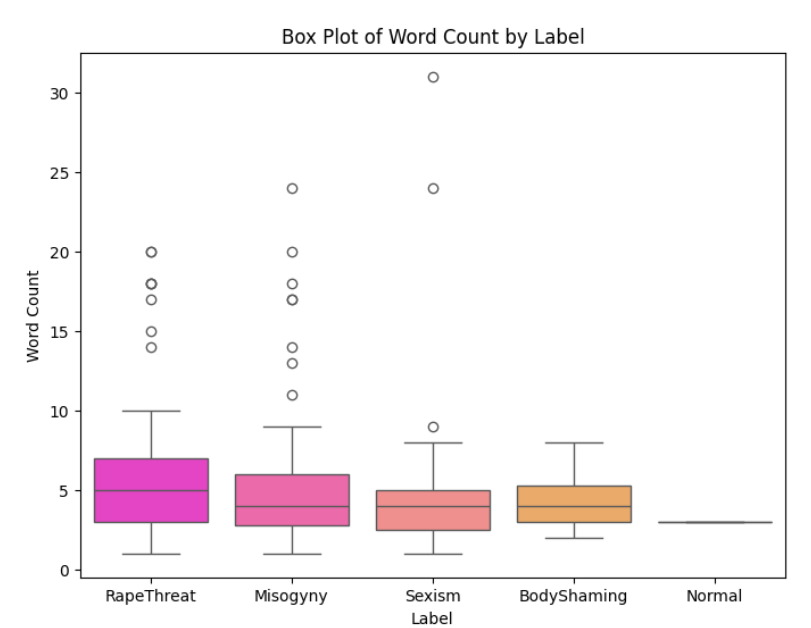 Box Plot of Word Count by Label
30
25
20
15
10
5
0
Word Count
RapeThreat Misogyny Sexism BodyShaming Normal
Label